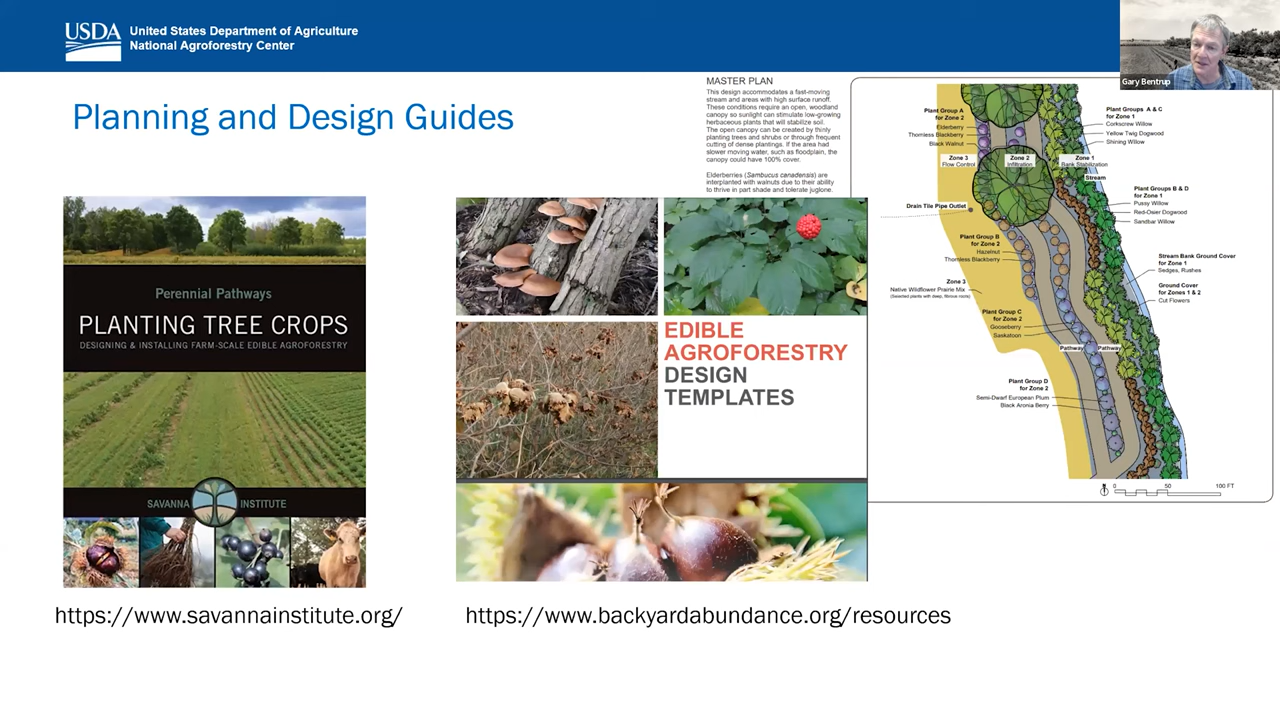 USDA
United States Department of Agriculture
National Agroforestry Center
Gary Bentrup
Planning and Design Guides
Perennial Pathways
PLANTING TREE CROPS
DESIGNING & INSTALLING FARM-SCALE EDIBLE AGROFORESTRY
SAVANNA INSTITUTE
https://www.savannainstitute.org/
EDIBLE
AGROFORESTRY
DESIGN
TEMPLATES
https://www.backyardabundance.org/resources
MASTER PLAN
This design accommodates a fast-moving
stream and areas with high surface runoff.
These conditions require an open, woodland
canopy so sunlight can stimulate low-growing
herbaceous plants that will stabilize soil.
The open canopy can be created by thinly
planting trees and shrubs or through frequent
cutting of dense plantings. If the area had
slower moving water, such as floodplain, the
canopy could have 100% cover.
Elderberries (Sambucus canadensis) are
interplanted with walnuts due to their ability
to thrive in part shade and tolerate juglone.
Plant Group A
for Zone 2
Elderberry
Thornless Blackberry
Black Walnut
Zone 3
Flow Control
Zone 2
Infiltration
Zone 1
Bank Stabilization
Stream
Plant Groups A & C
for Zone 1
Corkscrew Willow
Yellow Twig Dogwood
Shining Willow
Plant Groups B & D
for Zone 1
Pussy Willow
Red-Osier Dogwood
Sandbar Willow
Drain Tile Pipe Outlet
Plant Group B
for Zone 2
Hazelnut
Thornless Blackberry
Stream Bank Ground Cover
for Zone 1
Sedges, Rushes
Ground Cover
for Zones 1 & 2
Cut Flowers
Zone 3
Native Wildflower Prairie Mix
(Selected plants with deep, fibrous roots)
Plant Group C
for Zone 2
Gooseberry
Saskatoon
Pathway
Pathway
Plant Group D
for Zone 2
Semi-Dwarf European Plum
Black Aronia Berry
N
0 50 100 FT